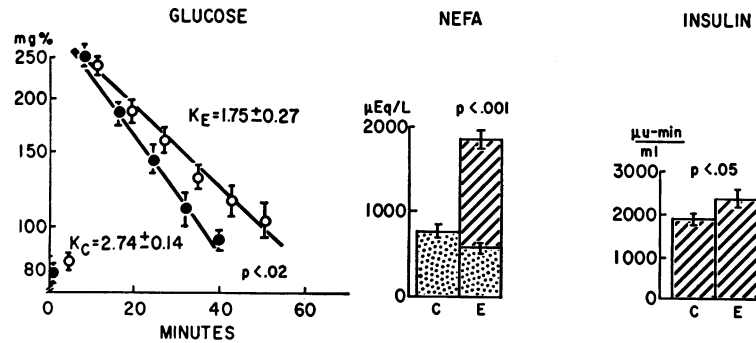 GLUCOSE
mg%
250
200
150
100
80
K_E=1.75±0.27
K_C=2.74±0.14
p<.02
0 20 40 60
MINUTES
NEFA
μEq/L
p<.001
2000
1000
0
C E
INSULIN
μu-min
ml
p<.05
3000
2000
1000
0
C E